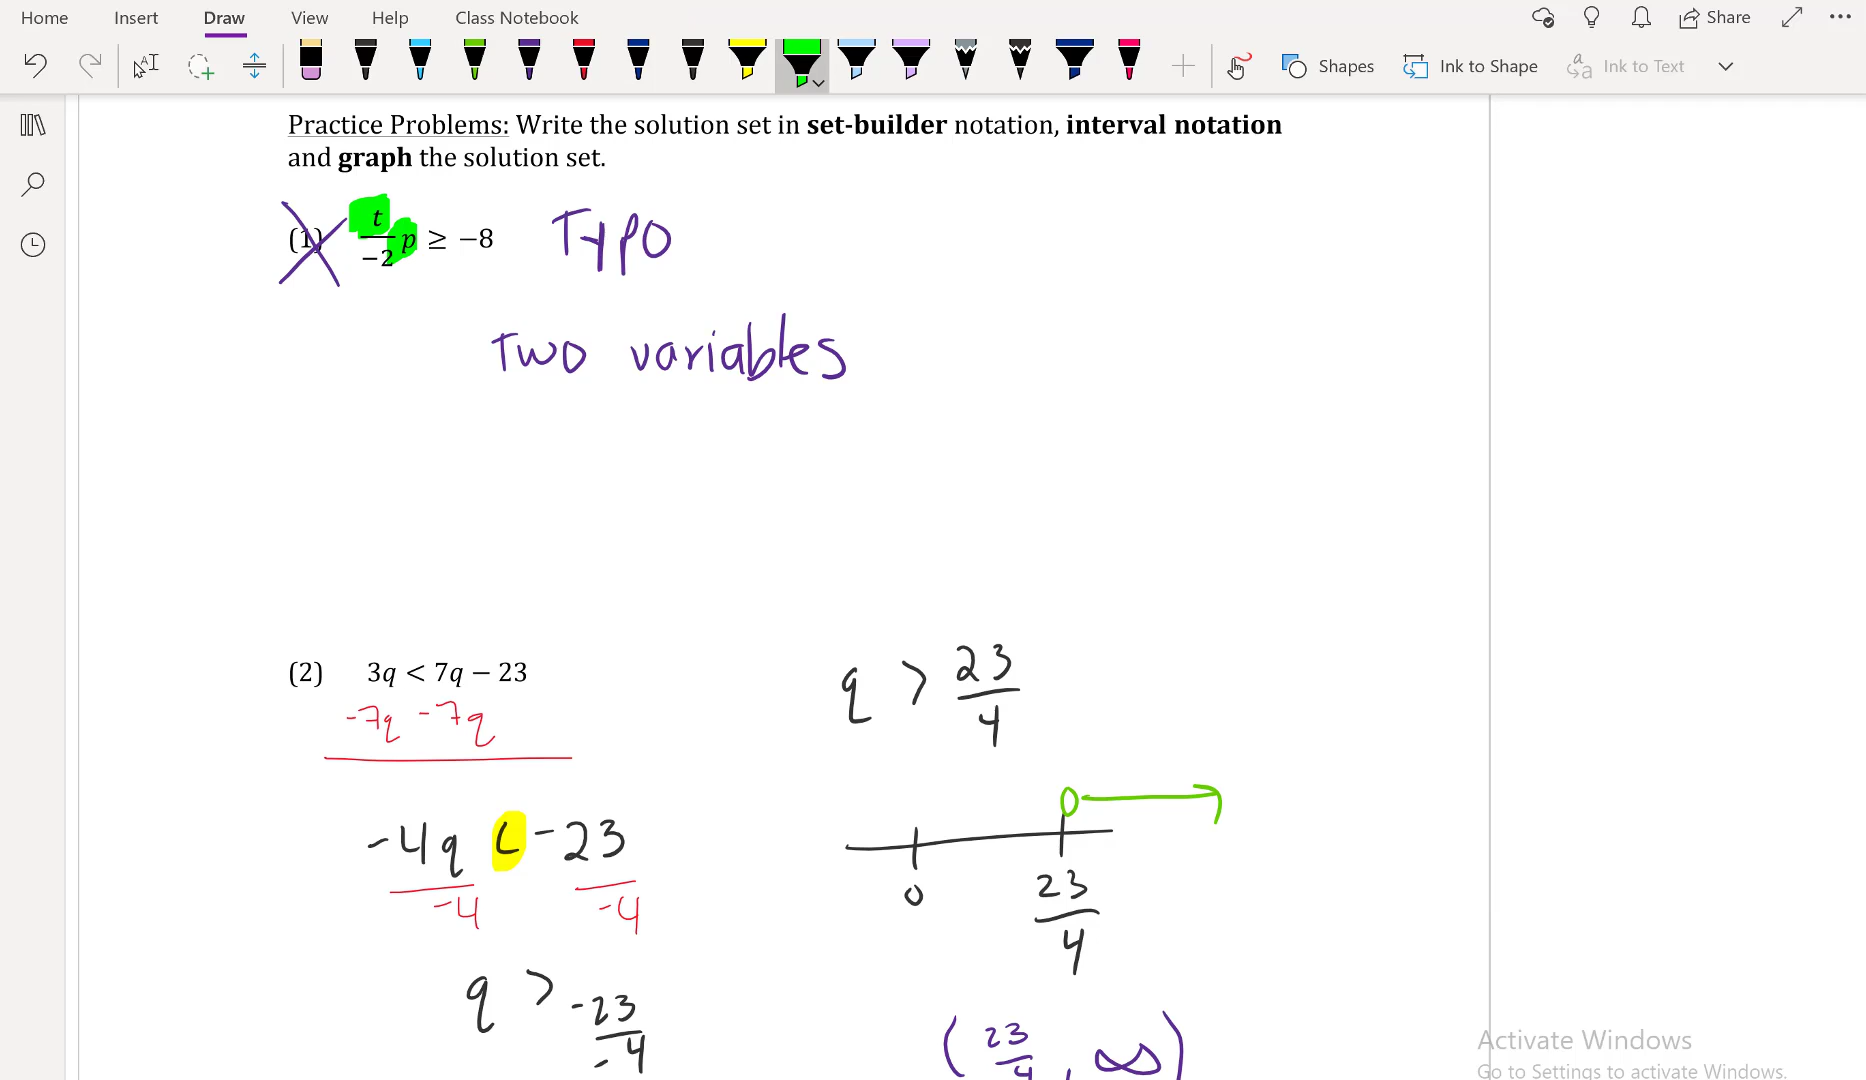 Home Insert Draw View Help Class Notebook Share
Shapes Ink to Shape Ink to Text
Practice Problems: Write the solution set in set-builder notation, interval notation
and graph the solution set.
(1) t/-2 p ≥ −8 Typo
Two variables
(2) 3q < 7q − 23
-7q -7q
q > 23/4
-4q < -23
-4 -4
0 23/4
q > -23/-4
(23/4, ∞)
Activate Windows
Go to Settings to activate Windows.